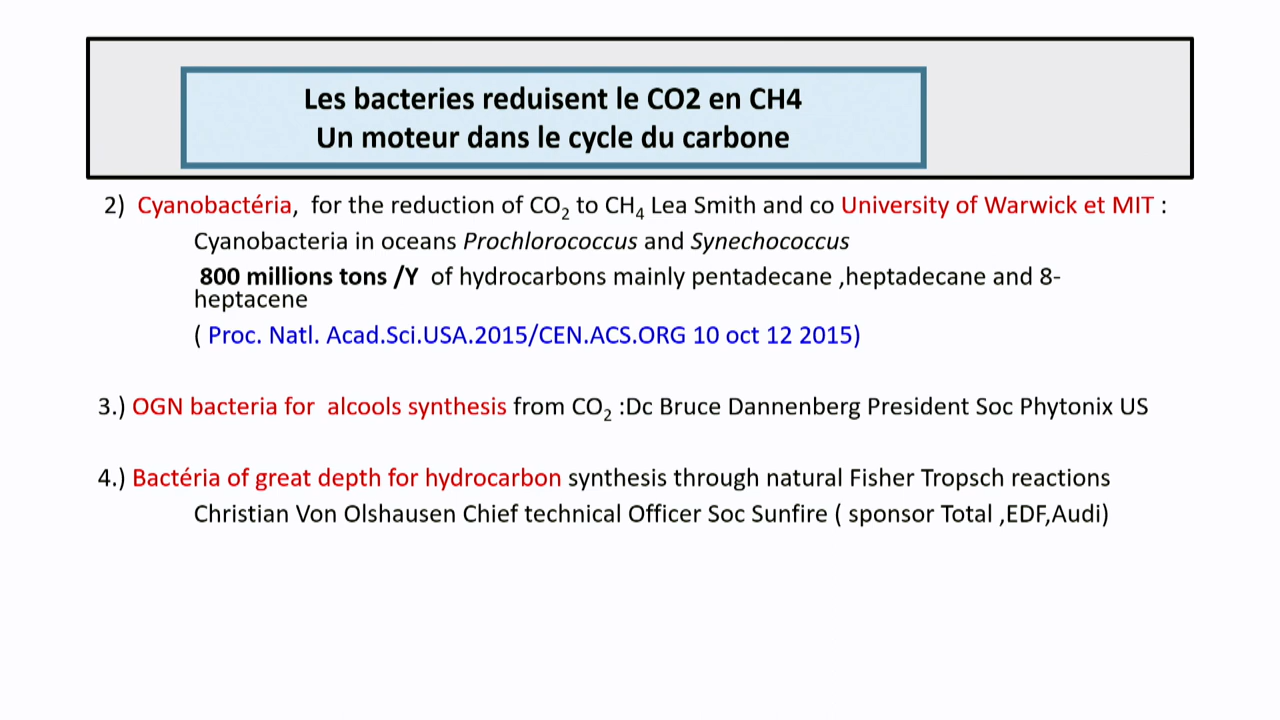 Les bacteries reduisent le CO2 en CH4
Un moteur dans le cycle du carbone
2) Cyanobactéria, for the reduction of CO₂ to CH₄ Lea Smith and co University of Warwick et MIT :
Cyanobacteria in oceans Prochlorococcus and Synechococcus
800 millions tons /Y of hydrocarbons mainly pentadecane ,heptadecane and 8-
heptacene
( Proc. Natl. Acad.Sci.USA.2015/CEN.ACS.ORG 10 oct 12 2015)
3.) OGN bacteria for alcools synthesis from CO₂ :Dc Bruce Dannenberg President Soc Phytonix US
4.) Bactéria of great depth for hydrocarbon synthesis through natural Fisher Tropsch reactions
Christian Von Olshausen Chief technical Officer Soc Sunfire ( sponsor Total ,EDF,Audi)